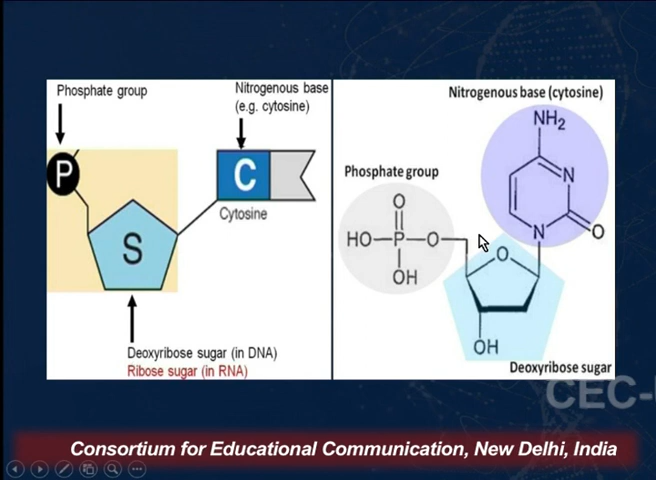 Phosphate group
Nitrogenous base
(e.g. cytosine)
P
C
Cytosine
S
Deoxyribose sugar (in DNA)
Ribose sugar (in RNA)
Nitrogenous base (cytosine)
NH2
N
N
O
Phosphate group
O
HO
P
O
OH
O
OH
Deoxyribose sugar
CEC-
Consortium for Educational Communication, New Delhi, India